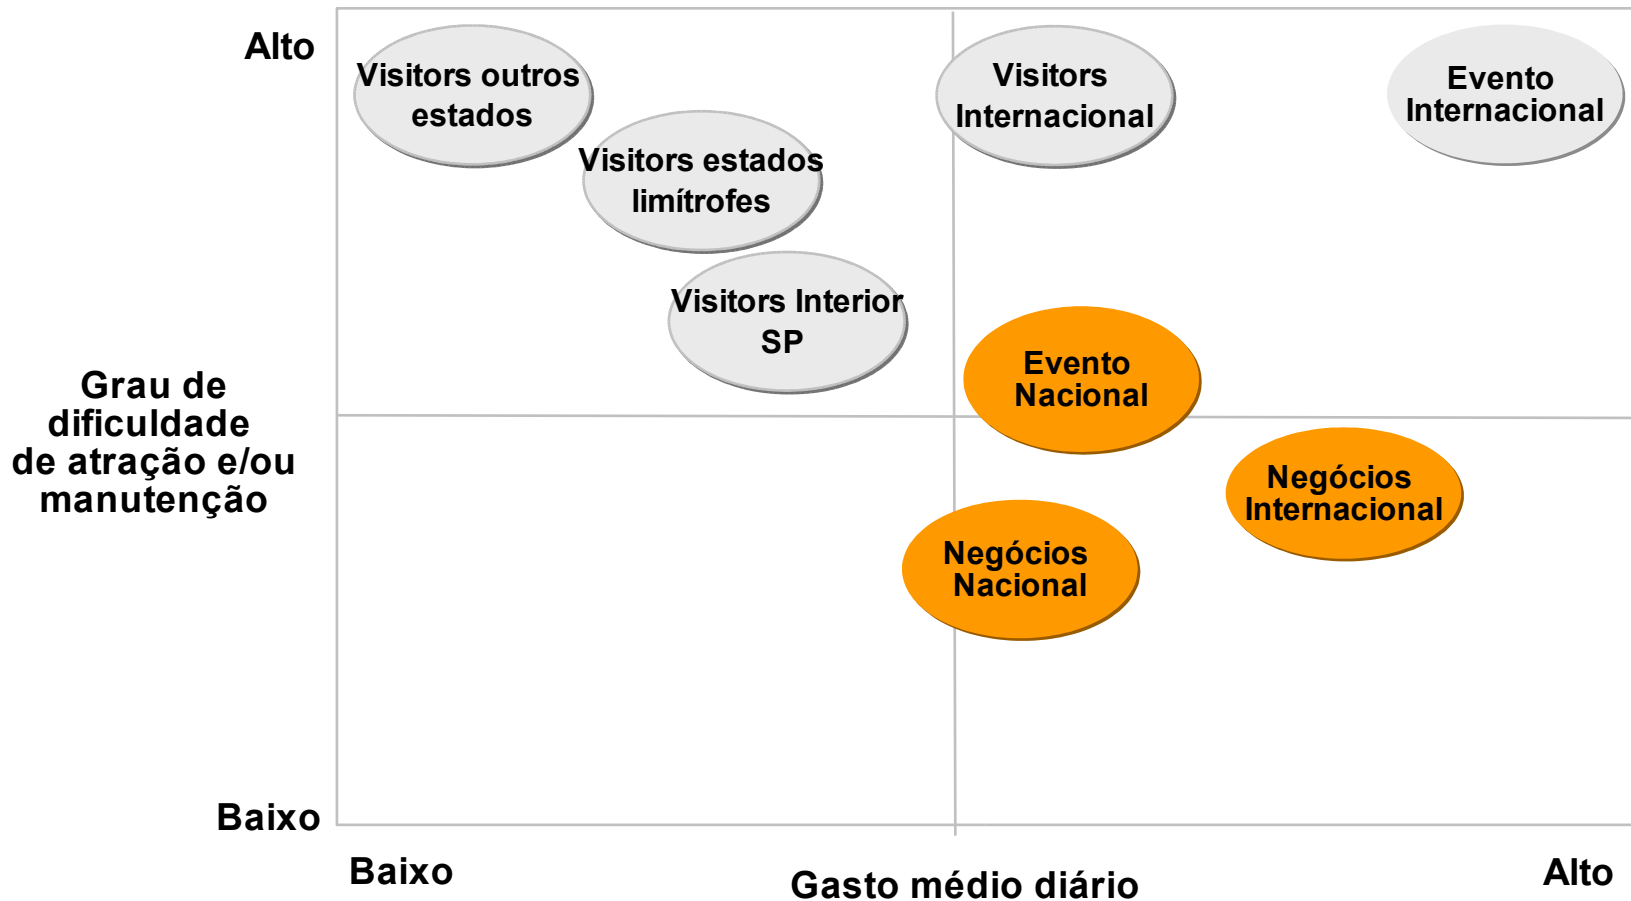 Alto
Visitors outros
estados
Visitors
Internacional
Evento
Internacional
Visitors estados
limítrofes
Visitors Interior
SP
Evento
Nacional
Grau de
dificuldade
de atração e/ou
manutenção
Negócios
Internacional
Negócios
Nacional
Baixo
Baixo
Gasto médio diário
Alto